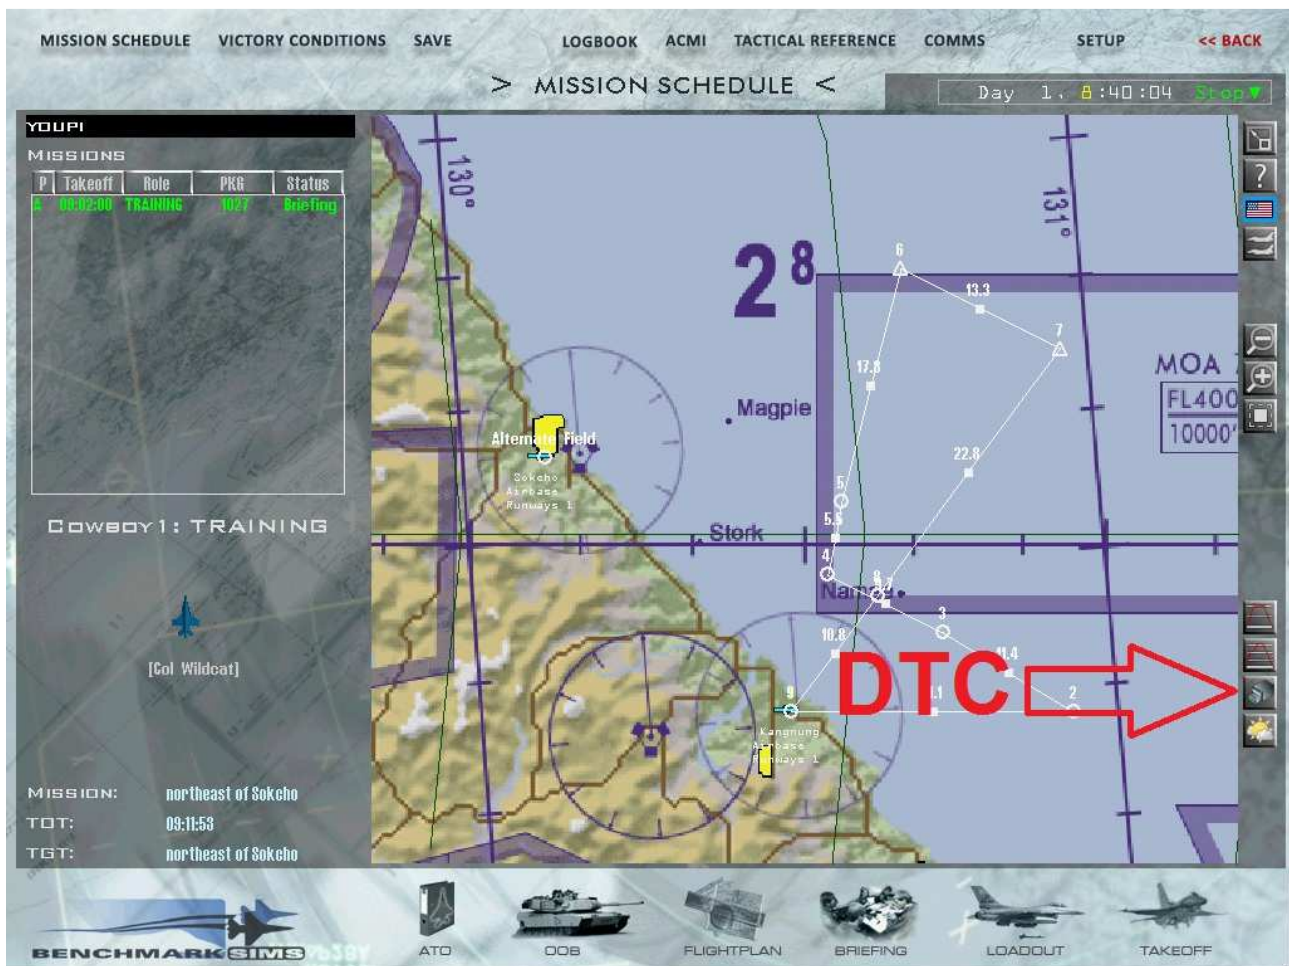 MISSION SCHEDULE VICTORY CONDITIONS SAVE LOGBOOK ACMI TACTICAL REFERENCE COMMS SETUP << BACK
> MISSION SCHEDULE <
Day 1, 8:40:04 Stop
YOUPI
MISSIONS
P Takeoff Role PKG Status
A 09:02:00 TRAINING 1027 Briefing
COWBOY1: TRAINING
[Col Wildcat]
MISSION: northeast of Sokcho
TOT: 09:11:53
TGT: northeast of Sokcho
130°
131°
2⁸
6
13.3
7
17.8
MOA
FL400
10000'
Magpie
Alternate Field
Sokcho
Airbase
Runways 1
22.8
5
5.5
Stork
4
8
3
10.8
11.4
DTC
2
9
Kangnung
Airbase
Runways 1
?
BENCHMARKSIMS
ATO OOB FLIGHTPLAN BRIEFING LOADOUT TAKEOFF